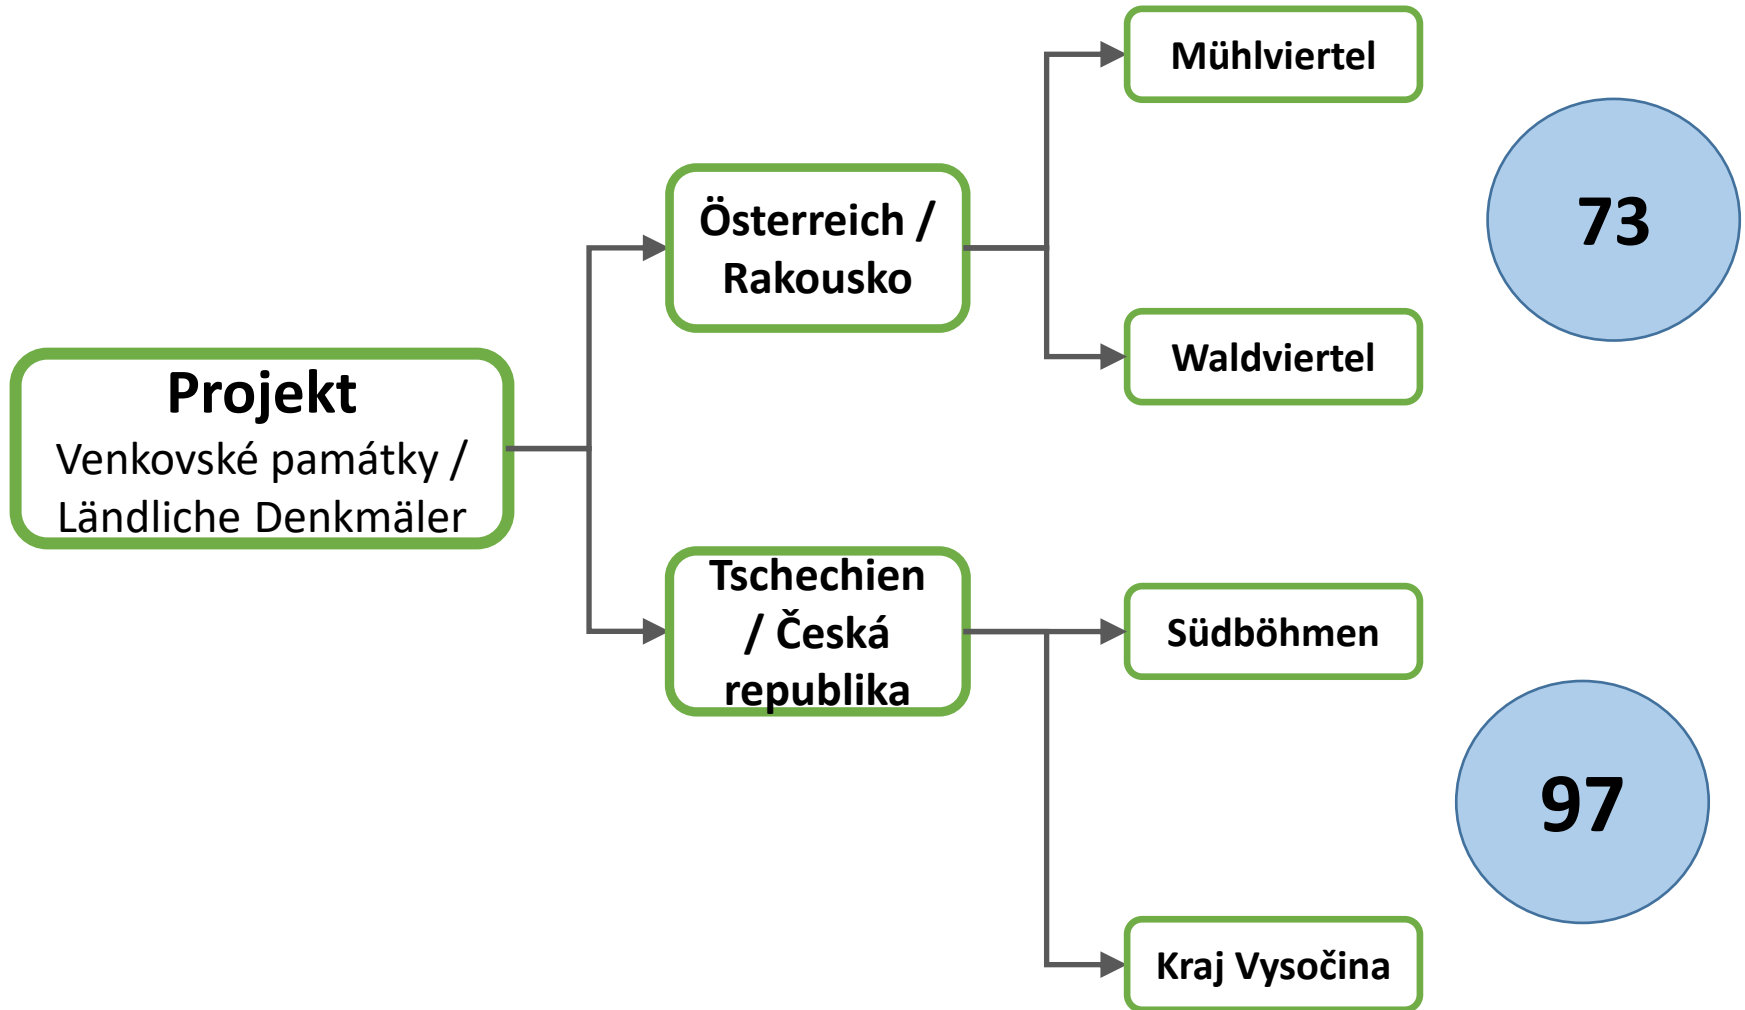 Projekt
Venkovské památky /
Ländliche Denkmäler
Österreich /
Rakousko
Mühlviertel
Waldviertel
73
Tschechien
/ Česká
republika
Südböhmen
Kraj Vysočina
97